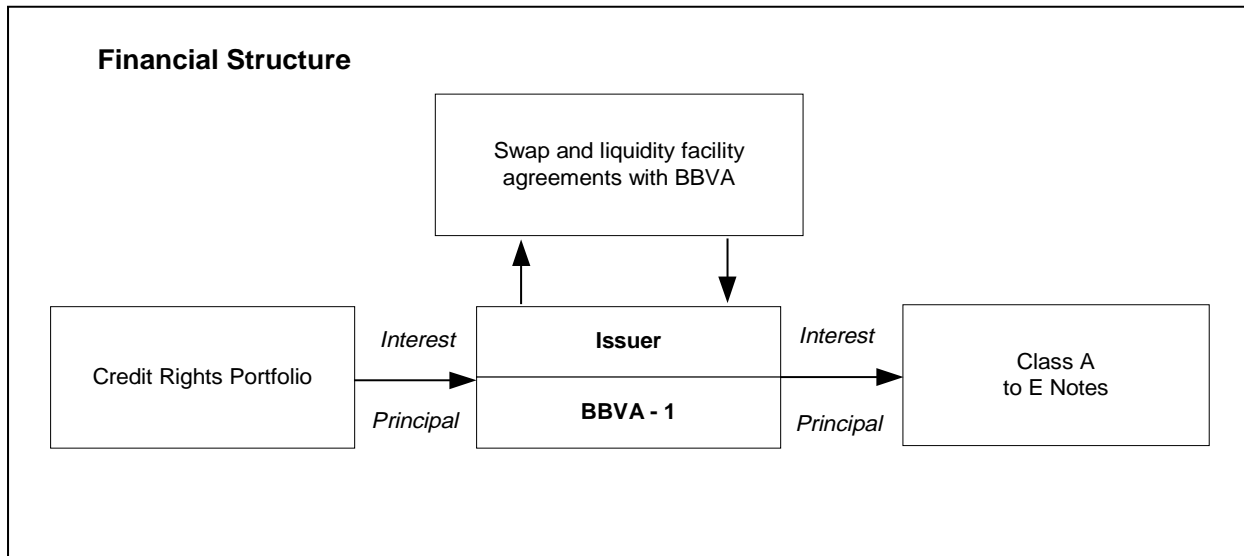 Financial Structure
Swap and liquidity facility
agreements with BBVA
Credit Rights Portfolio
Interest
Principal
Issuer
BBVA - 1
Interest
Principal
Class A
to E Notes